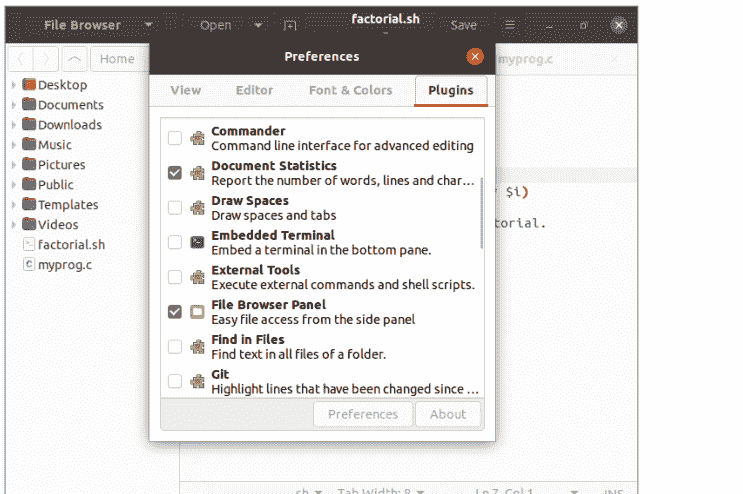 File Browser Open factorial.sh Save
Preferences
Home myprog.c
View Editor Font & Colors Plugins
Desktop
Documents
Downloads
Music
Pictures
Public
Templates
Videos
factorial.sh
myprog.c
Commander
Command line interface for advanced editing
Document Statistics
Report the number of words, lines and char...
Draw Spaces
Draw spaces and tabs
Embedded Terminal
Embed a terminal in the bottom pane.
External Tools
Execute external commands and shell scripts.
File Browser Panel
Easy file access from the side panel
Find in Files
Find text in all files of a folder.
Git
Highlight lines that have been changed since ...
$i)
torial.
Preferences About
sh Tab Width: 8 Ln 7, Col 1 INS